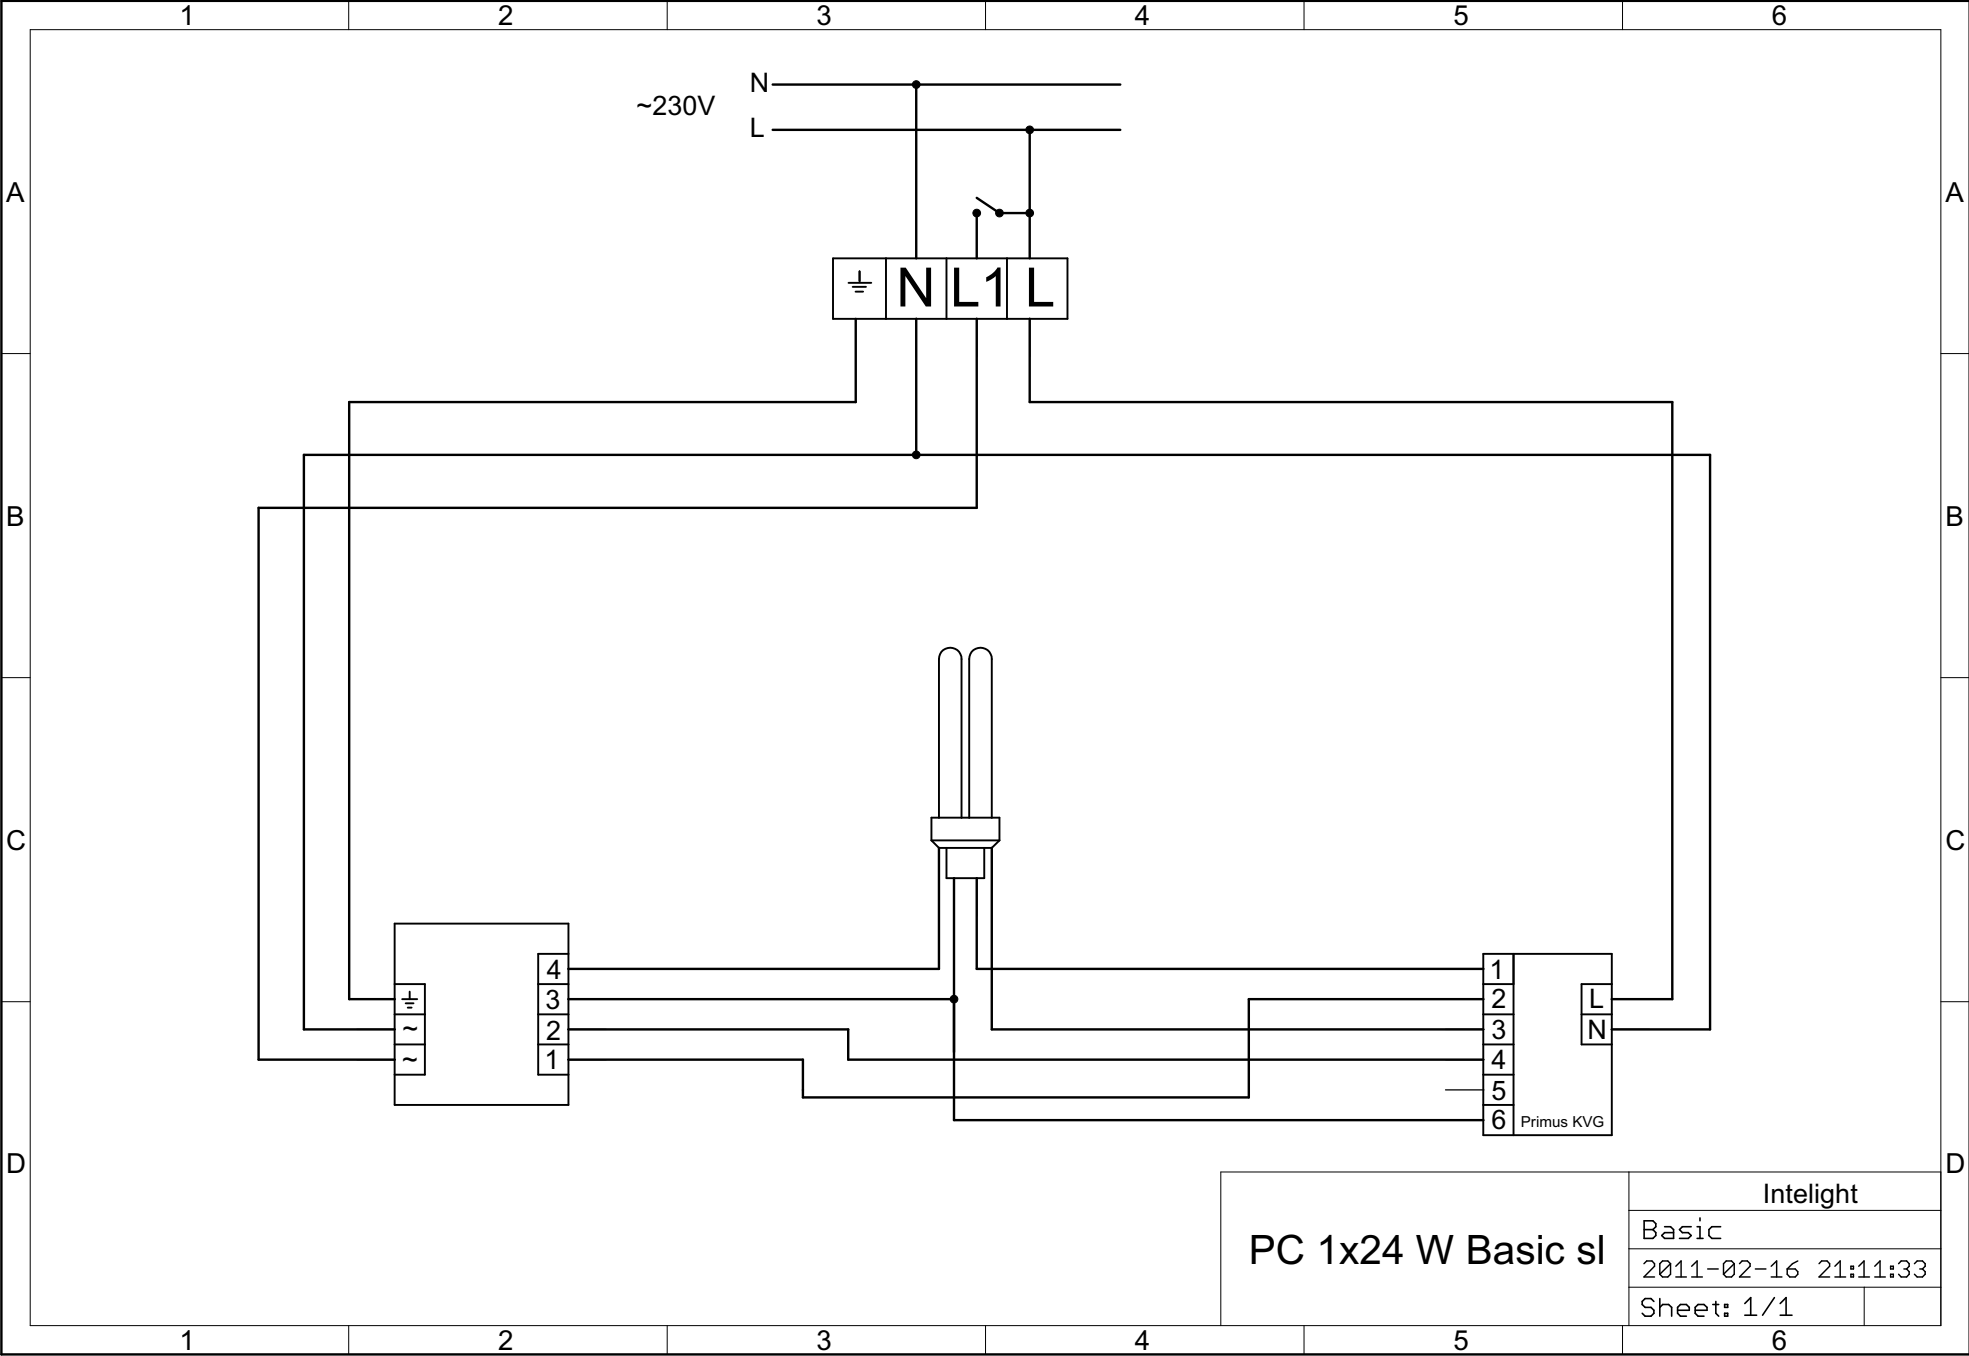 1 2 3 4 5 6
N
~230V
L
A A
N L1 L
B B
C C
4 1
3 2 L
~ 2 3 N
~ 1 4
5
6 Primus KVG
D D
Intelight
Basic
PC 1x24 W Basic sl
2011-02-16 21:11:33
Sheet: 1/1
1 2 3 4 5 6